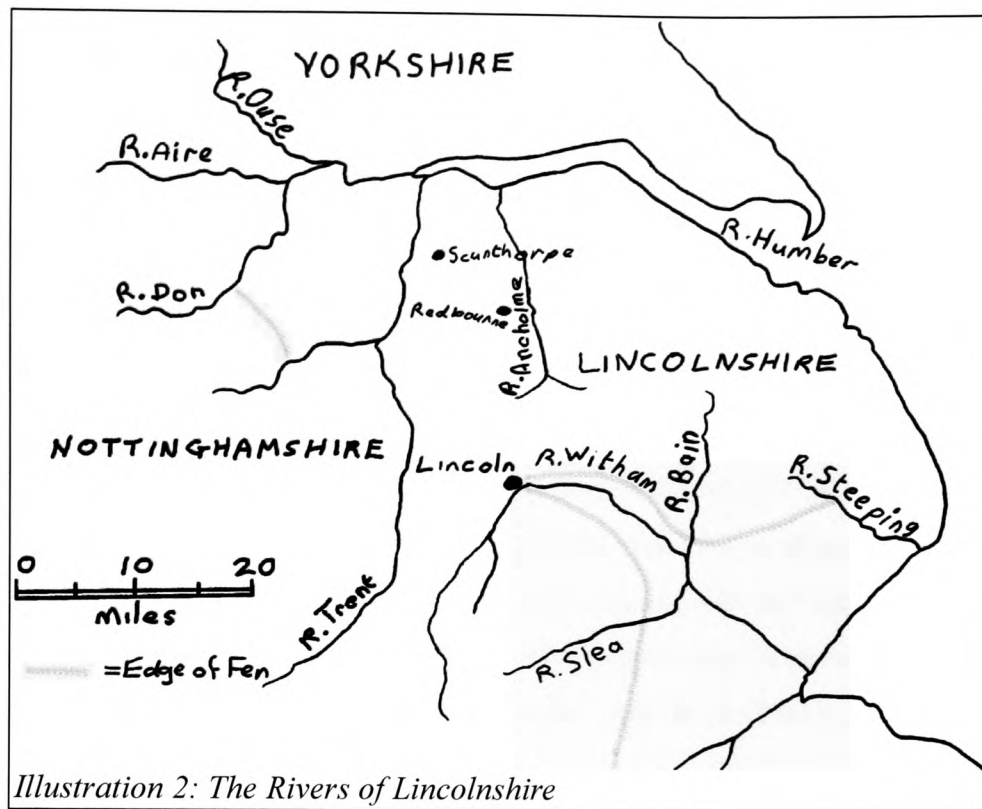 YORKSHIRE
R.Ouse
R.Aire
R.Humber
Scunthorpe
R.Don
Redbourne
R.Ancholme
LINCOLNSHIRE
NOTTINGHAMSHIRE
Lincoln
R.Witham
R.Bain
R.Steeping
0 10 20
Miles
R.Trent
R.Slea
=Edge of Fen
Illustration 2: The Rivers of Lincolnshire